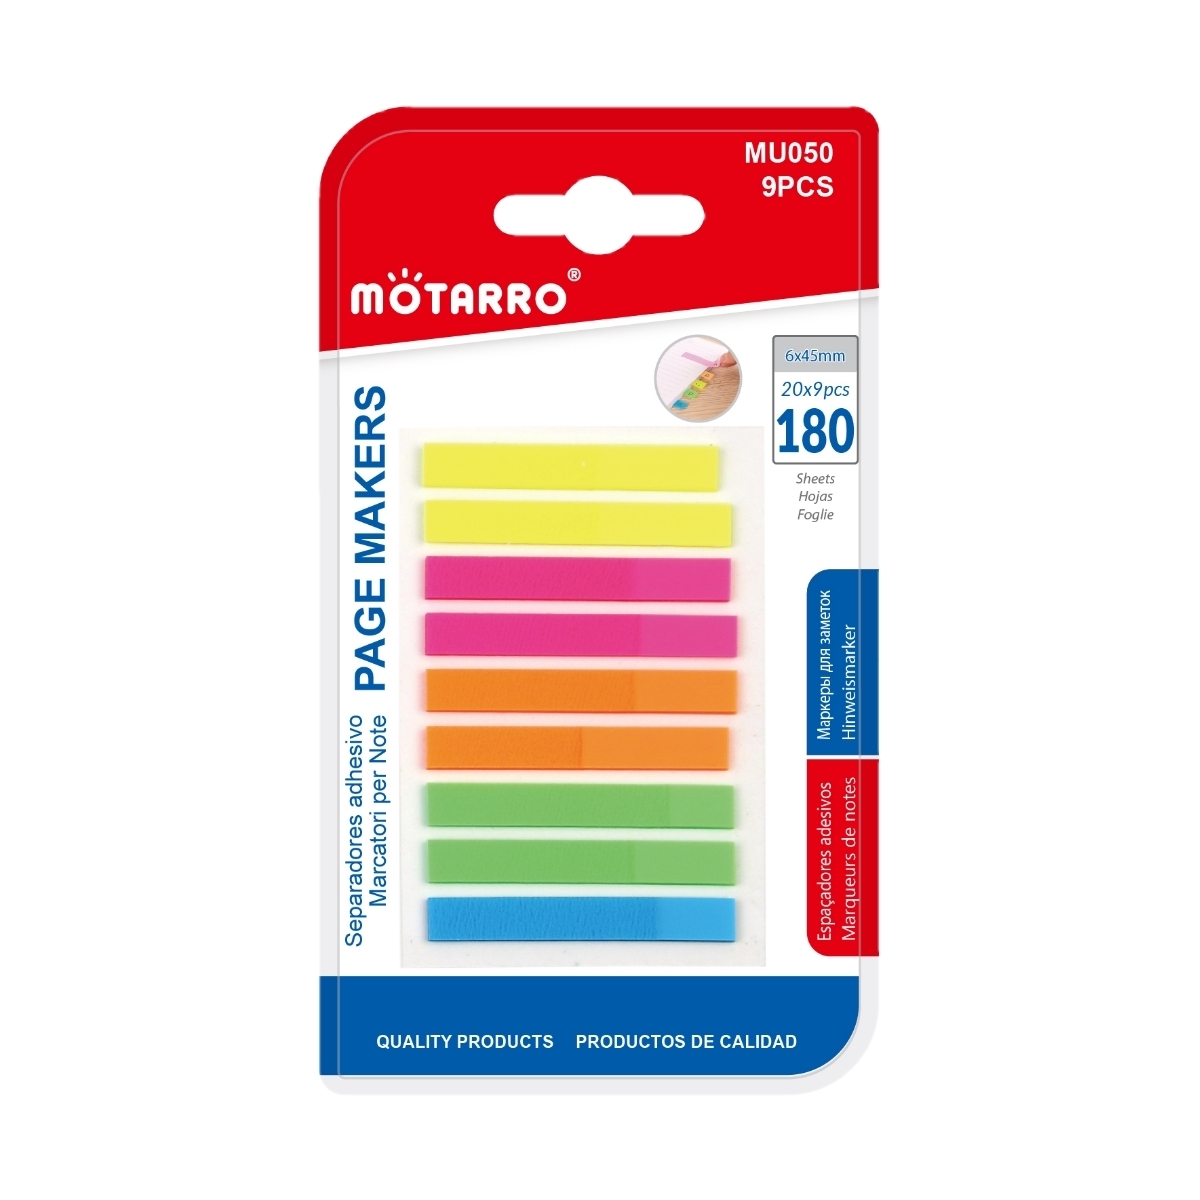 MU050
9PCS
MOTARRO®
6x45mm
20x9pcs
180
Sheets
Hojas
Foglie
PAGE MAKERS
Separadores adhesivo
Marcatori per Note
Маркеры для заметок
Hinweismarker
Espaçadores adesivos
Marqueurs de notes
QUALITY PRODUCTS PRODUCTOS DE CALIDAD